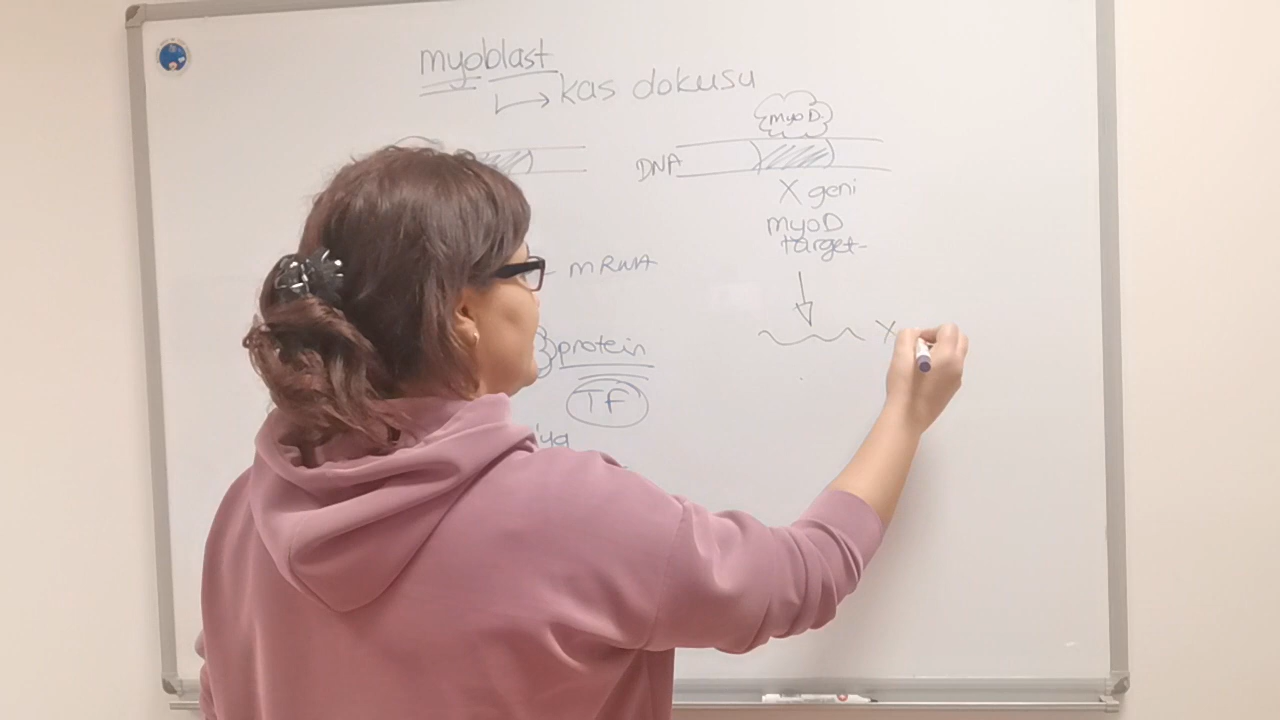 myoblast
kas dokusu
myoD
DNA
X geni
myoD
target
mRNA
X
protein
TF